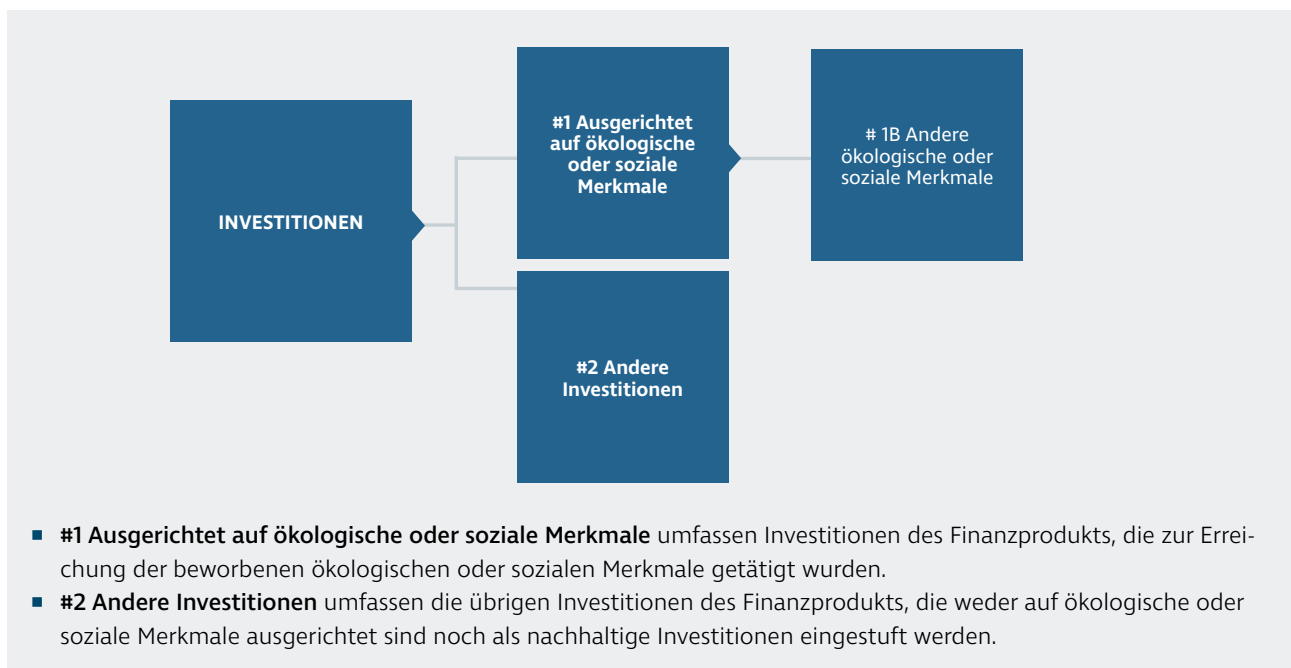 INVESTITIONEN
#1 Ausgerichtet
auf ökologische
oder soziale
Merkmale
# 1B Andere
ökologische oder
soziale Merkmale
#2 Andere
Investitionen
▪ #1 Ausgerichtet auf ökologische oder soziale Merkmale umfassen Investitionen des Finanzprodukts, die zur Errei-
chung der beworbenen ökologischen oder sozialen Merkmale getätigt wurden.
▪ #2 Andere Investitionen umfassen die übrigen Investitionen des Finanzprodukts, die weder auf ökologische oder
soziale Merkmale ausgerichtet sind noch als nachhaltige Investitionen eingestuft werden.